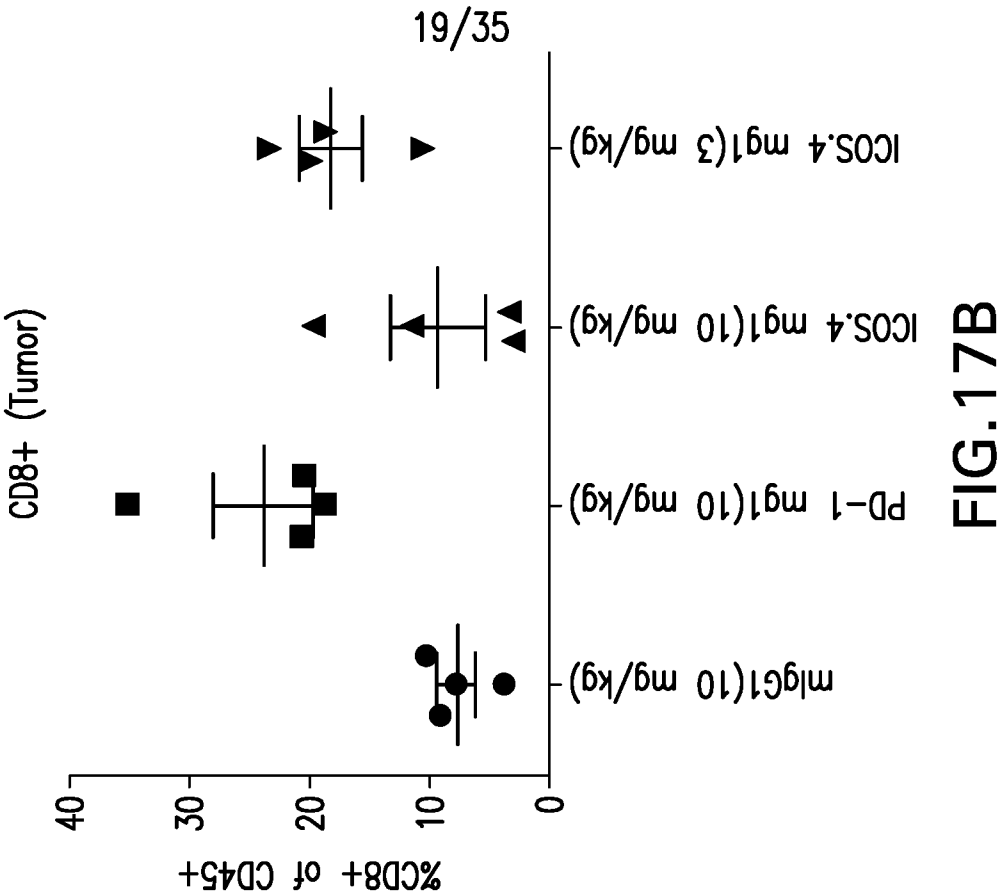 19/35
CD8+ (Tumor)
%CD8+ of CD45+
40
30
20
10
0
mIgG1(10 mg/kg)
PD-1 mg1(10 mg/kg)
ICOS.4 mg1(10 mg/kg)
ICOS.4 mg1(3 mg/kg)
FIG.17B